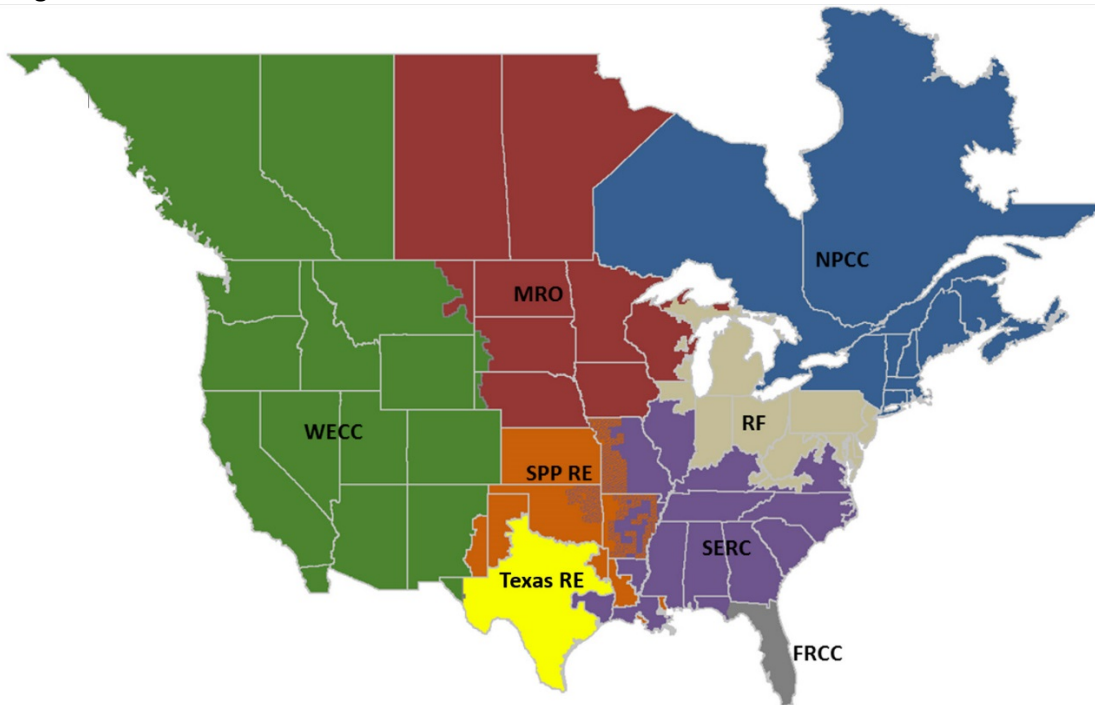 NPCC
MRO
WECC
RF
SPP RE
SERC
Texas RE
FRCC